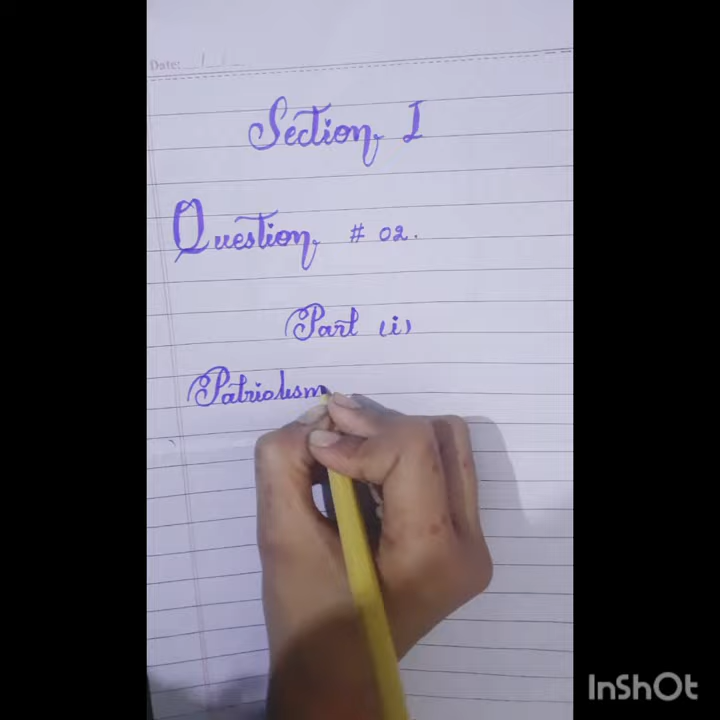 Date:
Section, I
Question, # 02.
Part (i)
Patriotism
InShOt